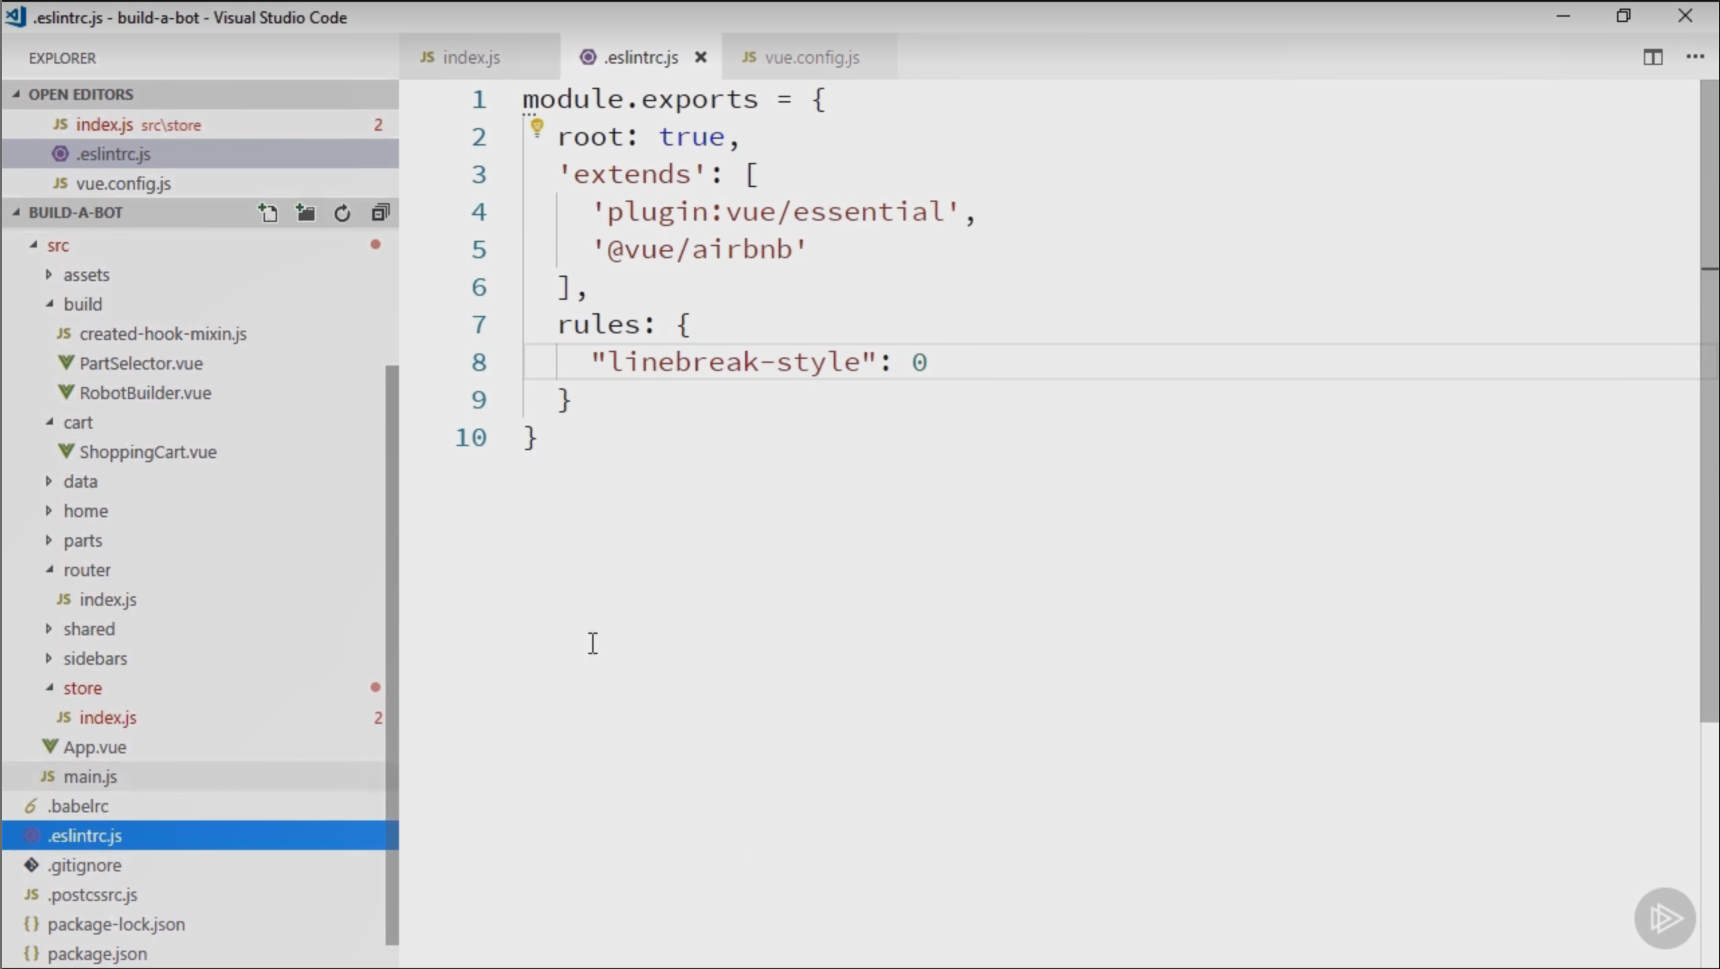 .eslintrc.js - build-a-bot - Visual Studio Code
EXPLORER
OPEN EDITORS
JS index.js src\store 2
.eslintrc.js
JS vue.config.js
BUILD-A-BOT
src
assets
build
JS created-hook-mixin.js
PartSelector.vue
RobotBuilder.vue
cart
ShoppingCart.vue
data
home
parts
router
JS index.js
shared
sidebars
store
JS index.js 2
App.vue
JS main.js
.babelrc
.eslintrc.js
.gitignore
JS .postcssrc.js
{} package-lock.json
{} package.json
JS index.js
.eslintrc.js
JS vue.config.js
1 module.exports = {
2 root: true,
3 'extends': [
4 'plugin:vue/essential',
5 '@vue/airbnb'
6 ],
7 rules: {
8 "linebreak-style": 0
9 }
10 }